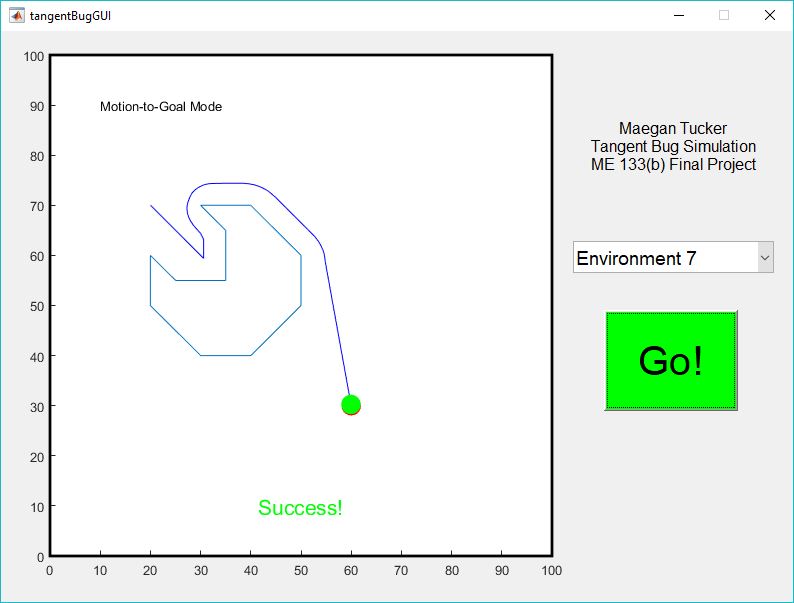 tangentBugGUI
Motion-to-Goal Mode
Maegan Tucker
Tangent Bug Simulation
ME 133(b) Final Project
Environment 7
Go!
Success!
100
90
80
70
60
50
40
30
20
10
0
0 10 20 30 40 50 60 70 80 90 100